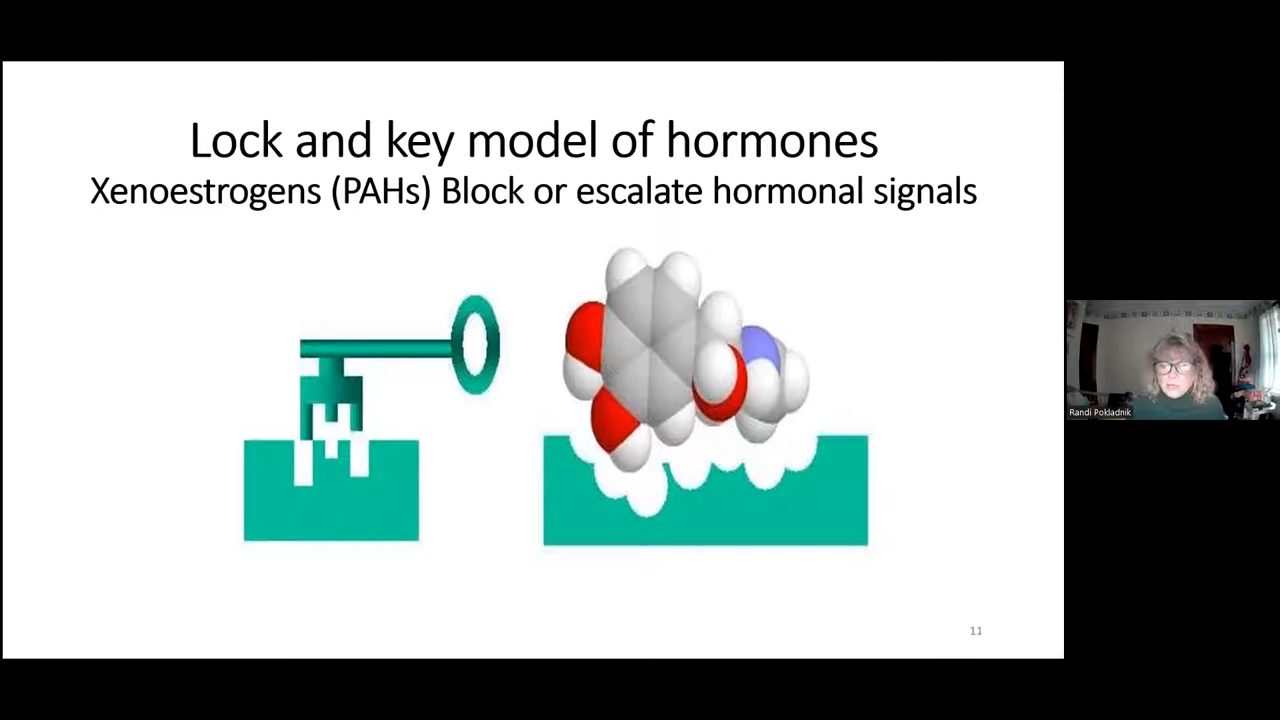 Lock and key model of hormones
Xenoestrogens (PAHs) Block or escalate hormonal signals
Randi Pokladnik
11